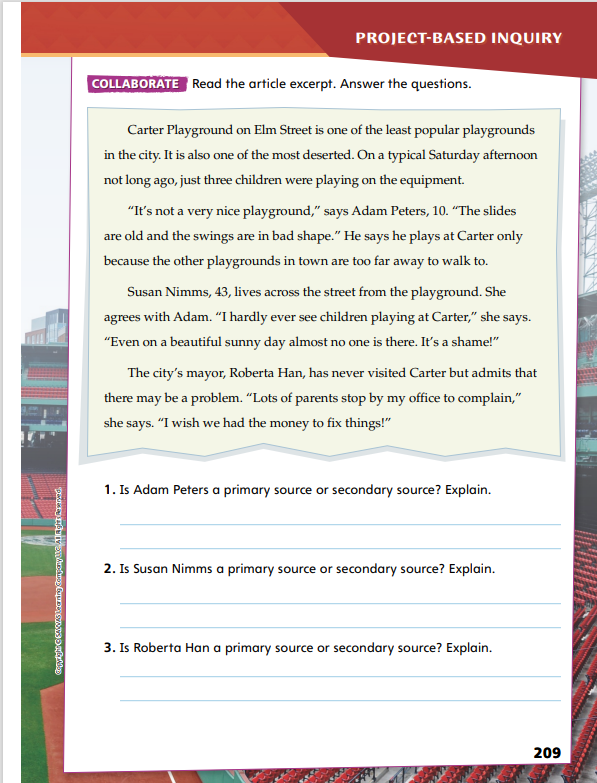 PROJECT-BASED INQUIRY
COLLABORATE Read the article excerpt. Answer the questions.
Carter Playground on Elm Street is one of the least popular playgrounds
in the city. It is also one of the most deserted. On a typical Saturday afternoon
not long ago, just three children were playing on the equipment.
“It’s not a very nice playground,” says Adam Peters, 10. “The slides
are old and the swings are in bad shape.” He says he plays at Carter only
because the other playgrounds in town are too far away to walk to.
Susan Nimms, 43, lives across the street from the playground. She
agrees with Adam. “I hardly ever see children playing at Carter,” she says.
“Even on a beautiful sunny day almost no one is there. It’s a shame!”
The city’s mayor, Roberta Han, has never visited Carter but admits that
there may be a problem. “Lots of parents stop by my office to complain,”
she says. “I wish we had the money to fix things!”
1. Is Adam Peters a primary source or secondary source? Explain.
2. Is Susan Nimms a primary source or secondary source? Explain.
3. Is Roberta Han a primary source or secondary source? Explain.
Copyright © SAVVAS Learning Company LLC. All Rights Reserved.
209